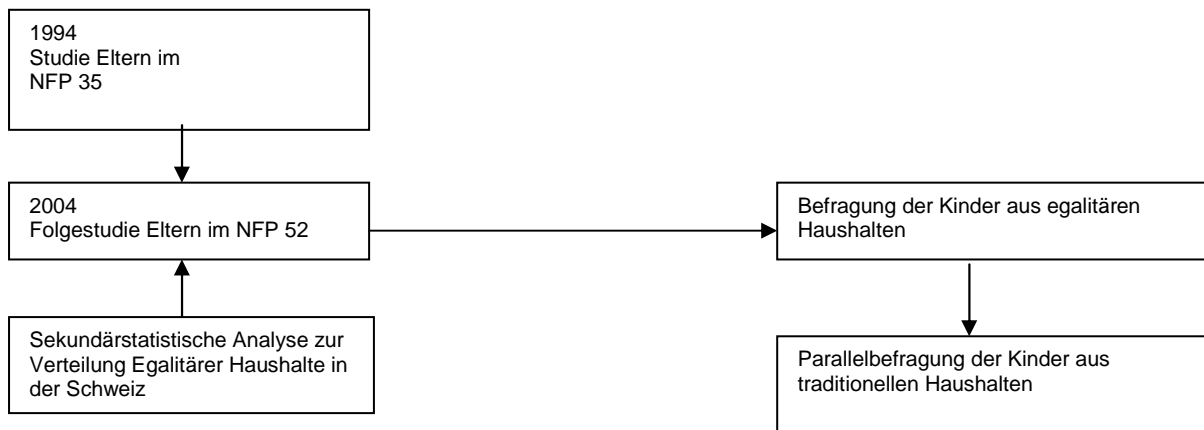 1994
Studie Eltern im
NFP 35
2004
Folgestudie Eltern im NFP 52
Befragung der Kinder aus egalitären
Haushalten
Sekundärstatistische Analyse zur
Verteilung Egalitärer Haushalte in
der Schweiz
Parallelbefragung der Kinder aus
traditionellen Haushalten